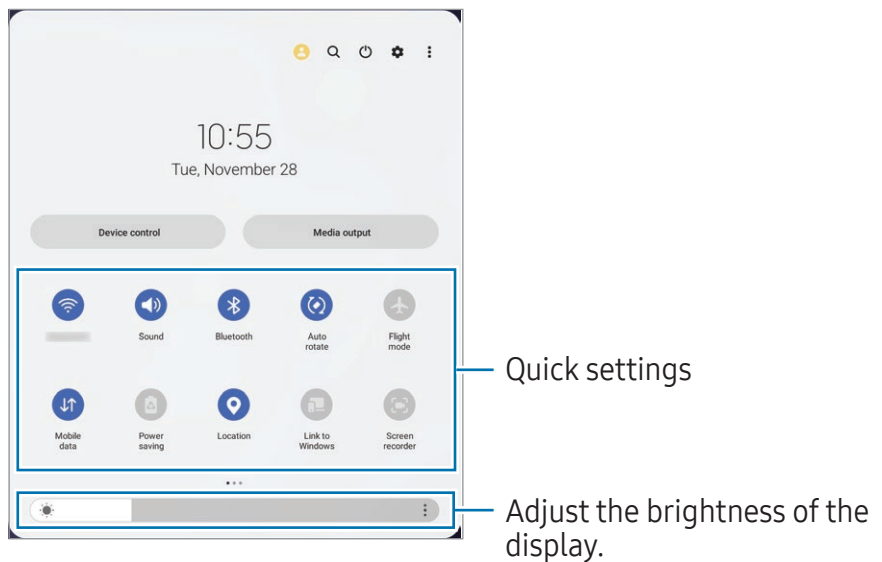 10:55
Tue, November 28
Device control
Media output
Sound
Bluetooth
Auto
rotate
Flight
mode
Quick settings
Mobile
data
Power
saving
Location
Link to
Windows
Screen
recorder
Adjust the brightness of the
display.